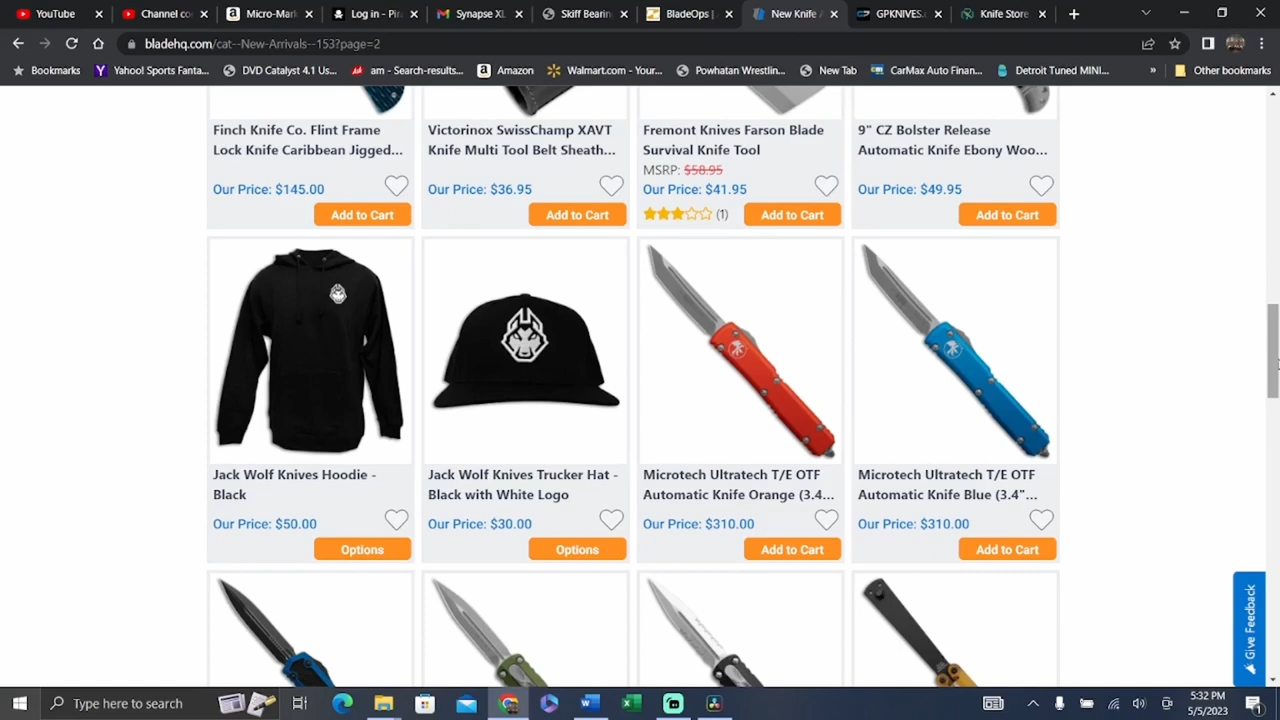 YouTube
Channel co
Micro-Mar
Log in - Pir
Gmail
Synapse XL
Skiff Bearin
BladeOps |
New Knife A
GPKNIVES.c
Knife Store
bladehq.com/cat--New-Arrivals--153?page=2
Bookmarks
Yahoo! Sports Fanta...
DVD Catalyst 4.1 Us...
am - Search-results...
Amazon
Walmart.com - Your...
Powhatan Wrestlin...
New Tab
CarMax Auto Finan...
Detroit Tuned MINI...
»
Other bookmarks
Finch Knife Co. Flint Frame
Lock Knife Caribbean Jigged...
Our Price: $145.00
Add to Cart
Victorinox SwissChamp XAVT
Knife Multi Tool Belt Sheath...
Our Price: $36.95
Add to Cart
Fremont Knives Farson Blade
Survival Knife Tool
MSRP: $58.95
Our Price: $41.95
(1)
Add to Cart
9" CZ Bolster Release
Automatic Knife Ebony Woo...
Our Price: $49.95
Add to Cart
Jack Wolf Knives Hoodie -
Black
Our Price: $50.00
Options
Jack Wolf Knives Trucker Hat -
Black with White Logo
Our Price: $30.00
Options
Microtech Ultratech T/E OTF
Automatic Knife Orange (3.4...
Our Price: $310.00
Add to Cart
Microtech Ultratech T/E OTF
Automatic Knife Blue (3.4"...
Our Price: $310.00
Add to Cart
Give Feedback
Type here to search
5:32 PM
5/5/2023